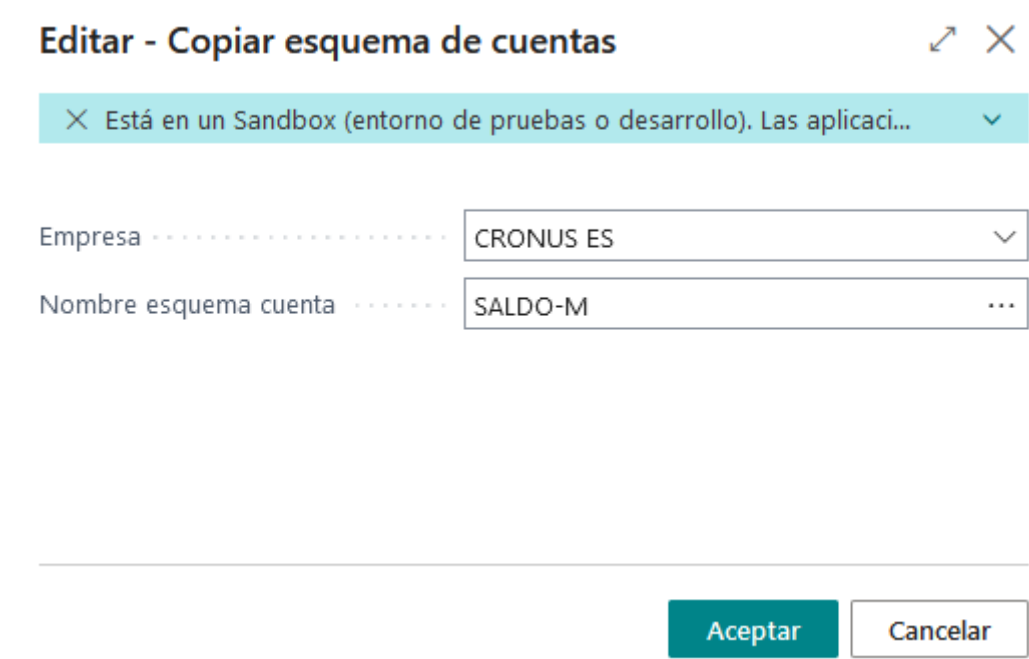 Editar - Copiar esquema de cuentas
Está en un Sandbox (entorno de pruebas o desarrollo). Las aplicaci...
Empresa
CRONUS ES
Nombre esquema cuenta
SALDO-M
Aceptar
Cancelar